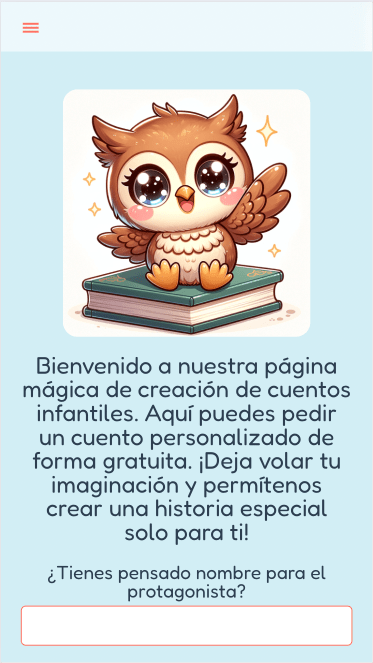 Bienvenido a nuestra página
mágica de creación de cuentos
infantiles. Aquí puedes pedir
un cuento personalizado de
forma gratuita. ¡Deja volar tu
imaginación y permítenos
crear una historia especial
solo para ti!
¿Tienes pensado nombre para el
protagonista?